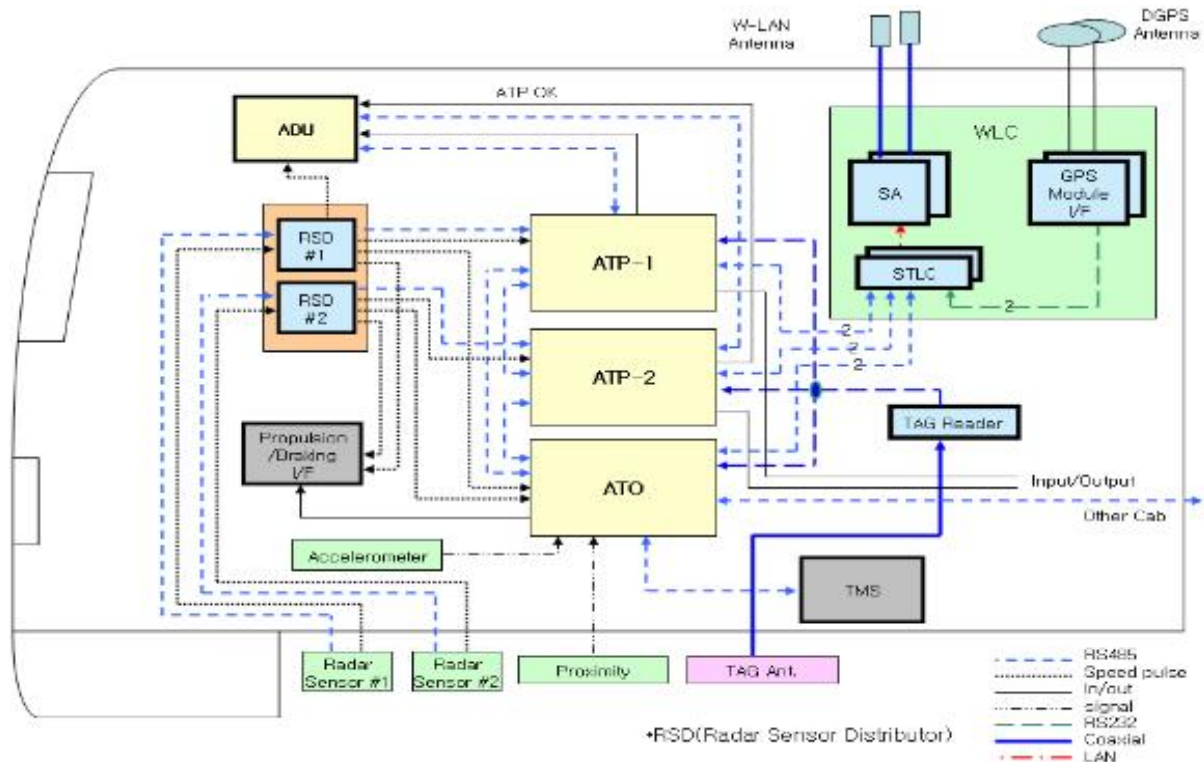 W-LAN
Antenna
DGPS
Antenna
ATP OK
ADU
WLC
SA
GPS
Module
I/F
RSD
#1
ATP-1
STLC
RSD
#2
2
2
2
2
ATP-2
TAG Reader
Propulsion
/Braking
I/F
ATO
Input/Output
Other Cab
Accelerometer
TMS
Radar
Sensor #1
Radar
Sensor #2
Proximity
TAG Ant.
RS485
Speed pulse
In/out
signal
RS232
Coaxial
LAN
*RSD(Radar Sensor Distributor)